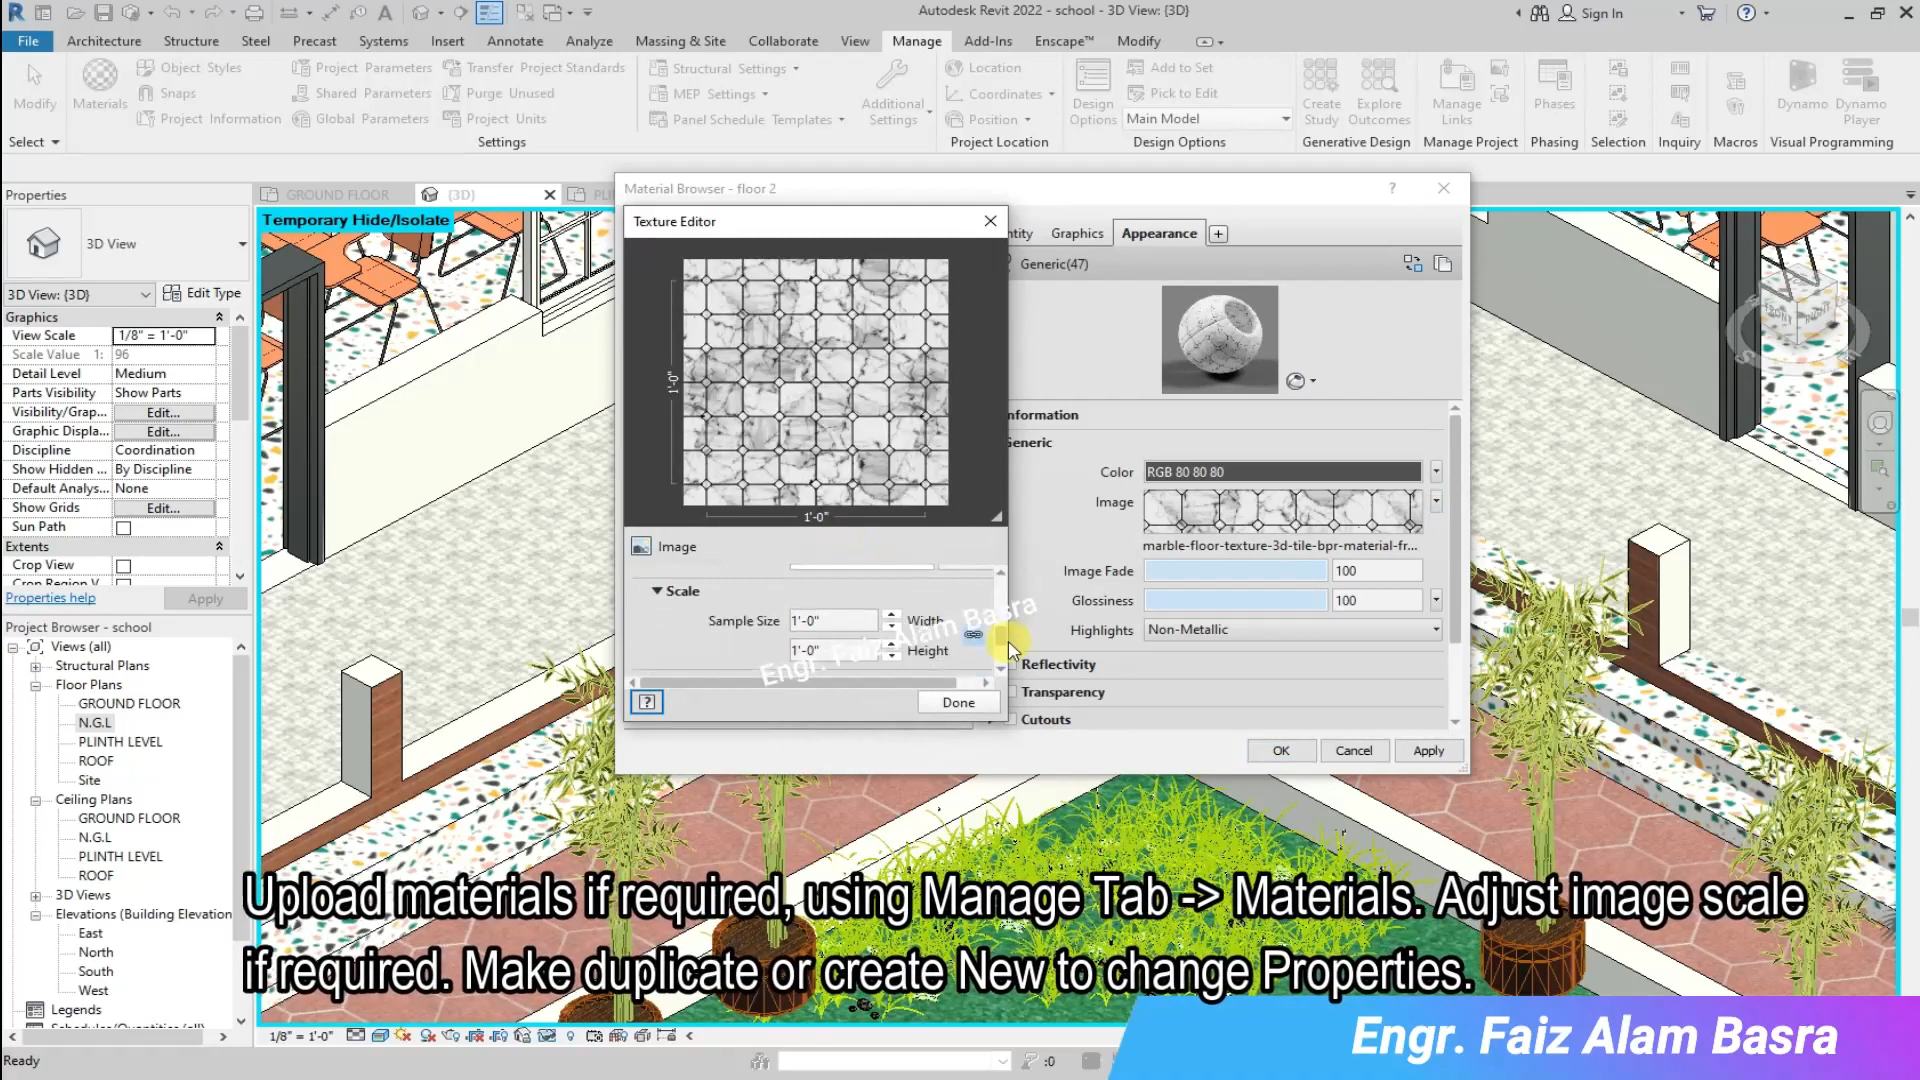 Autodesk Revit 2022 - school - 3D View: {3D}
Sign In
File Architecture Structure Steel Precast Systems Insert Annotate Analyze Massing & Site Collaborate View Manage Add-Ins Enscape™ Modify
Modify
Materials
Object Styles
Snaps
Project Information
Project Parameters
Shared Parameters
Global Parameters
Transfer Project Standards
Purge Unused
Project Units
Structural Settings
MEP Settings
Panel Schedule Templates
Additional
Settings
Location
Coordinates
Position
Design
Options
Add to Set
Pick to Edit
Main Model
Create
Study
Explore
Outcomes
Manage
Links
Phases
Dynamo
Dynamo
Player
Select Settings Project Location Design Options Generative Design Manage Project Phasing Selection Inquiry Macros Visual Programming
Properties
GROUND FLOOR
{3D}
Temporary Hide/Isolate
3D View
3D View: {3D}
Edit Type
Graphics
View Scale 1/8" = 1'-0"
Scale Value 1: 96
Detail Level Medium
Parts Visibility Show Parts
Visibility/Grap... Edit...
Graphic Displa... Edit...
Discipline Coordination
Show Hidden ... By Discipline
Default Analys... None
Show Grids Edit...
Sun Path
Extents
Crop View
Properties help
Apply
Project Browser - school
Views (all)
Structural Plans
Floor Plans
GROUND FLOOR
N.G.L
PLINTH LEVEL
ROOF
Site
Ceiling Plans
GROUND FLOOR
N.G.L
PLINTH LEVEL
ROOF
3D Views
Elevations (Building Elevation
East
North
South
West
Legends
Material Browser - floor 2
?
Texture Editor
1'-0"
1'-0"
Image
Scale
Sample Size 1'-0" Width
1'-0" Height
?
Done
Graphics
Appearance
Generic(47)
Color RGB 80 80 80
Image
marble-floor-texture-3d-tile-bpr-material-fr...
Image Fade 100
Glossiness 100
Highlights Non-Metallic
Reflectivity
Transparency
Cutouts
OK
Cancel
Apply
Engr. Faiz Alam Basra
Upload materials if required, using Manage Tab -> Materials. Adjust image scale
if required. Make duplicate or create New to change Properties.
1/8" = 1'-0"
Engr. Faiz Alam Basra
Ready
:0